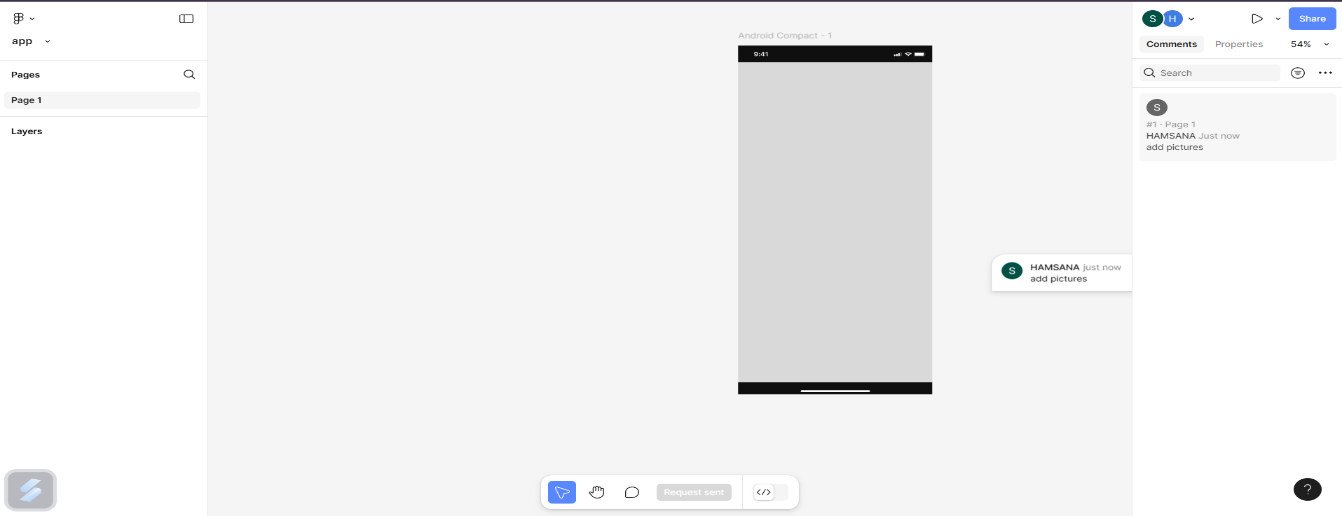 app
Pages
Page 1
Layers
Android Compact - 1
9:41
HAMSANA just now
add pictures
Request sent
</>
S H
Share
Comments Properties 54%
Search
S
#1 - Page 1
HAMSANA Just now
add pictures
S
?